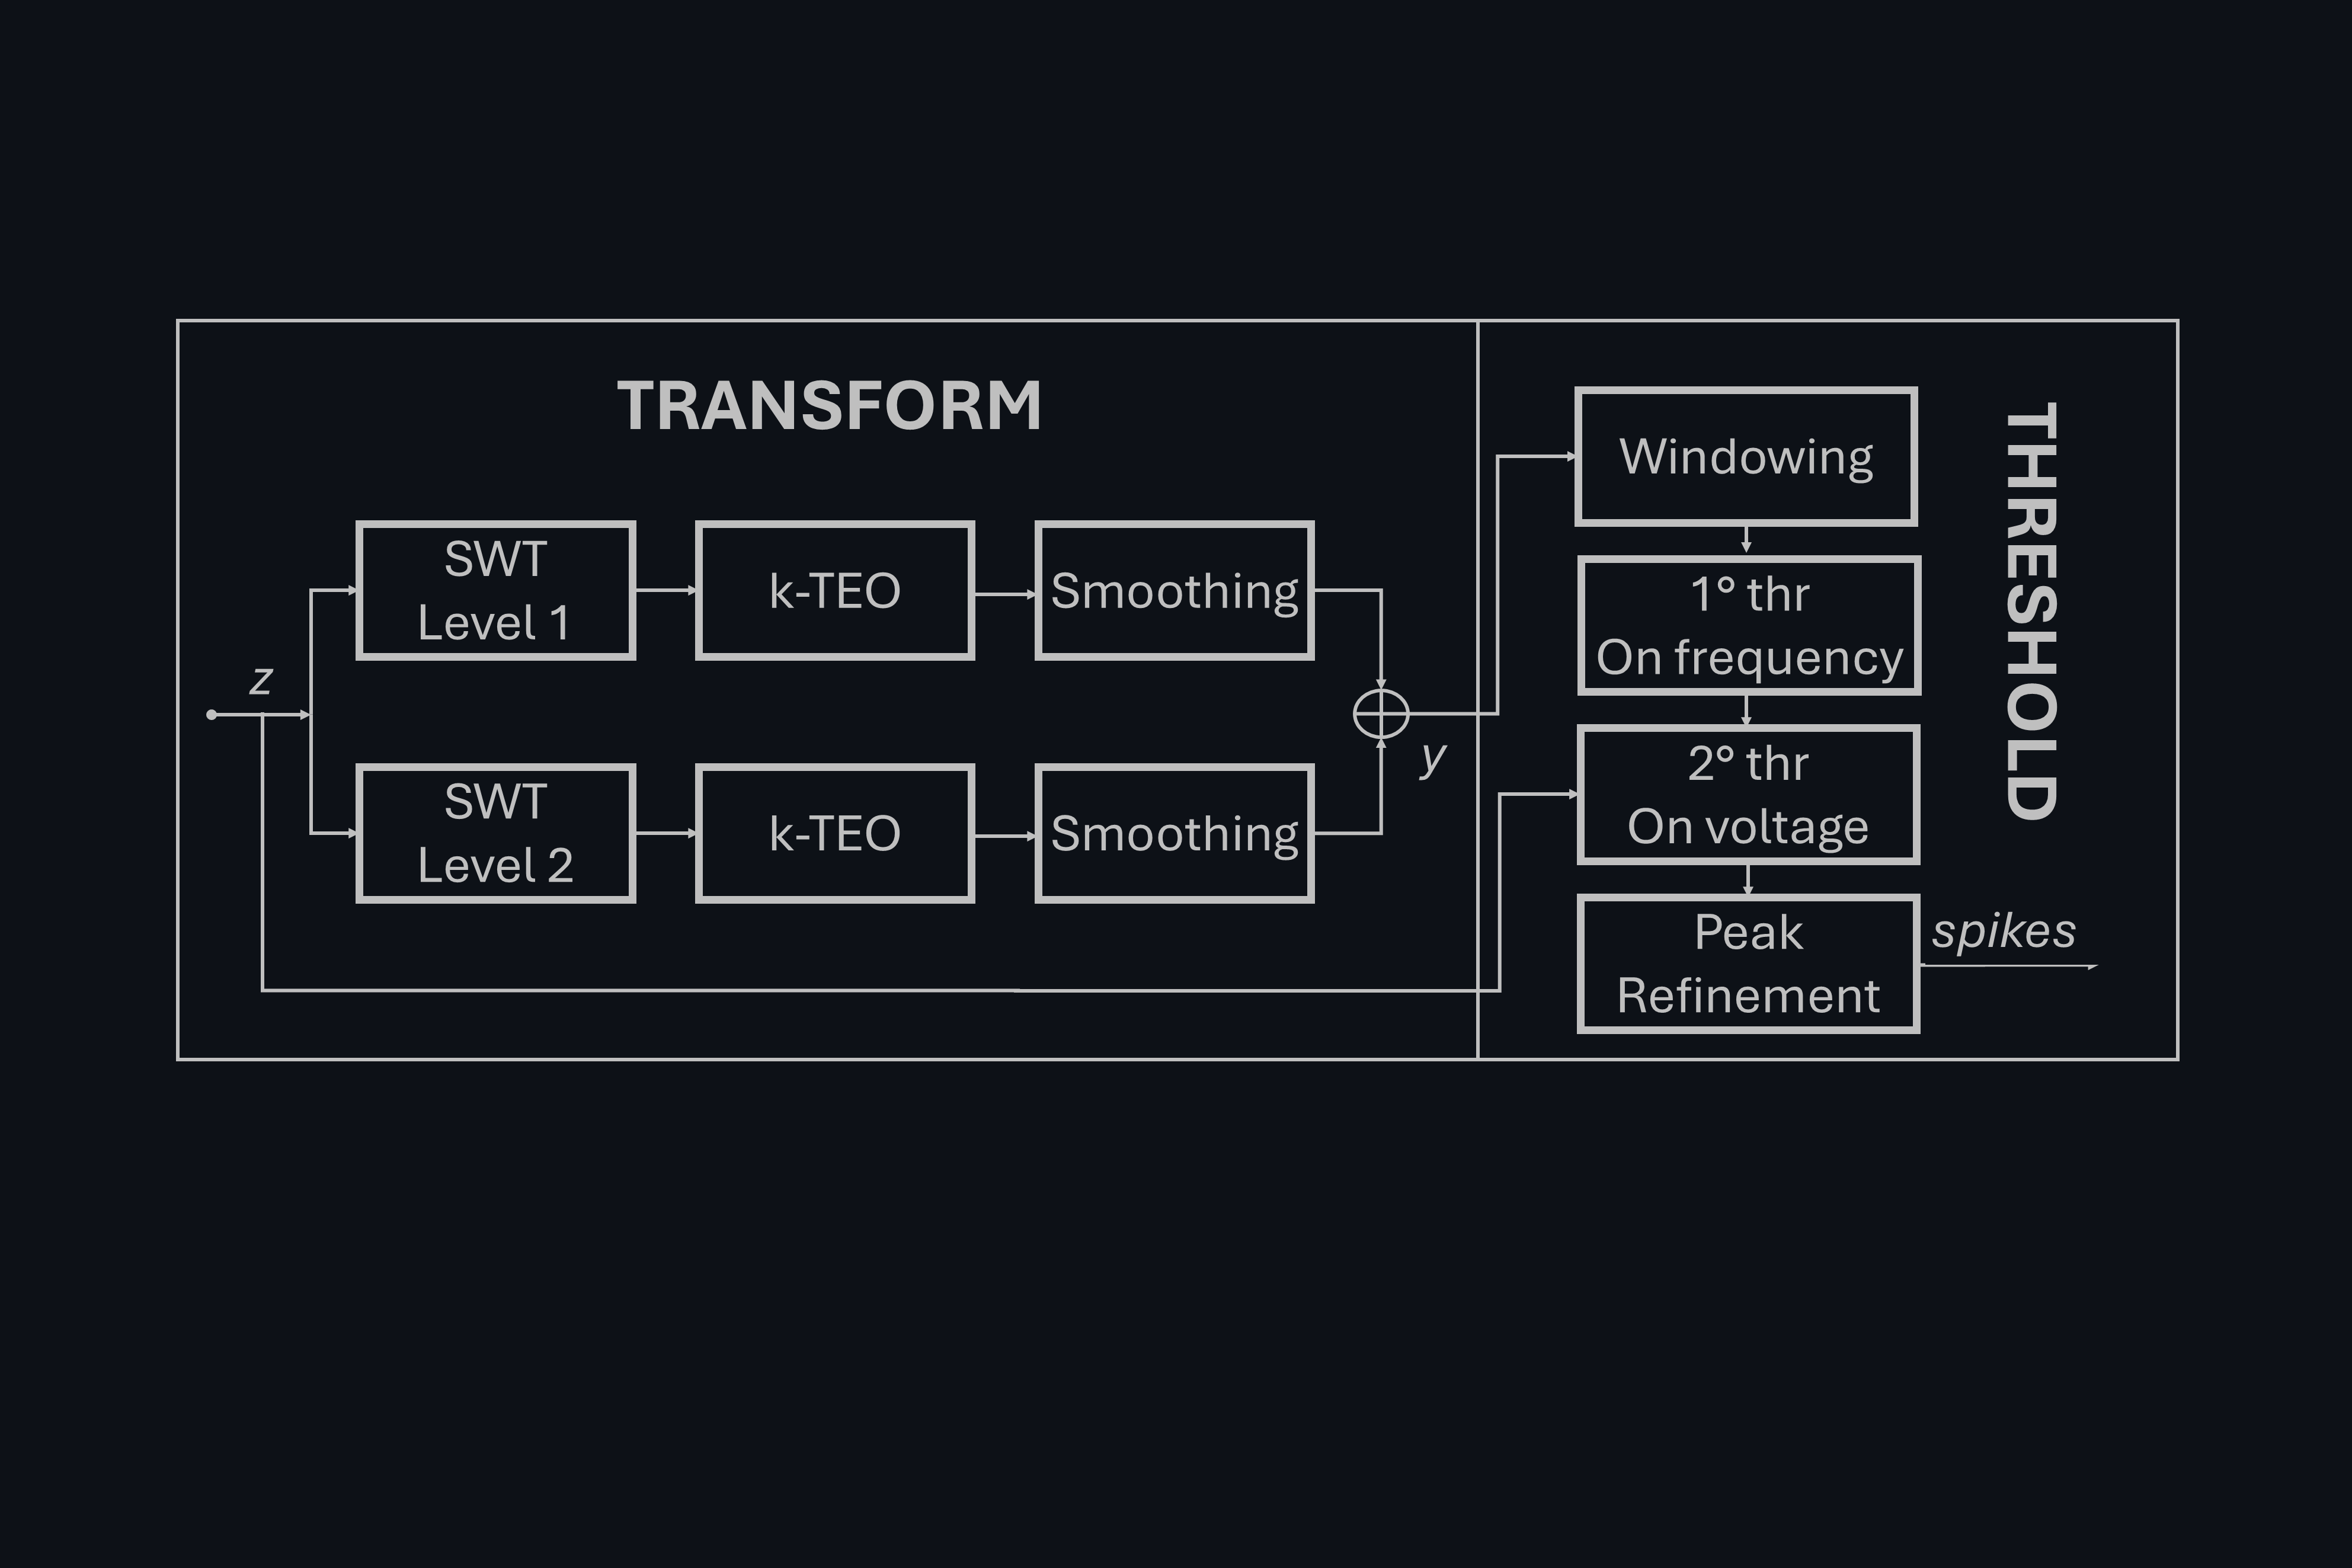 TRANSFORM
z
SWT
Level 1
k-TEO
Smoothing
SWT
Level 2
k-TEO
Smoothing
y
THRESHOLD
Windowing
1° thr
On frequency
2° thr
On voltage
Peak
Refinement
spikes